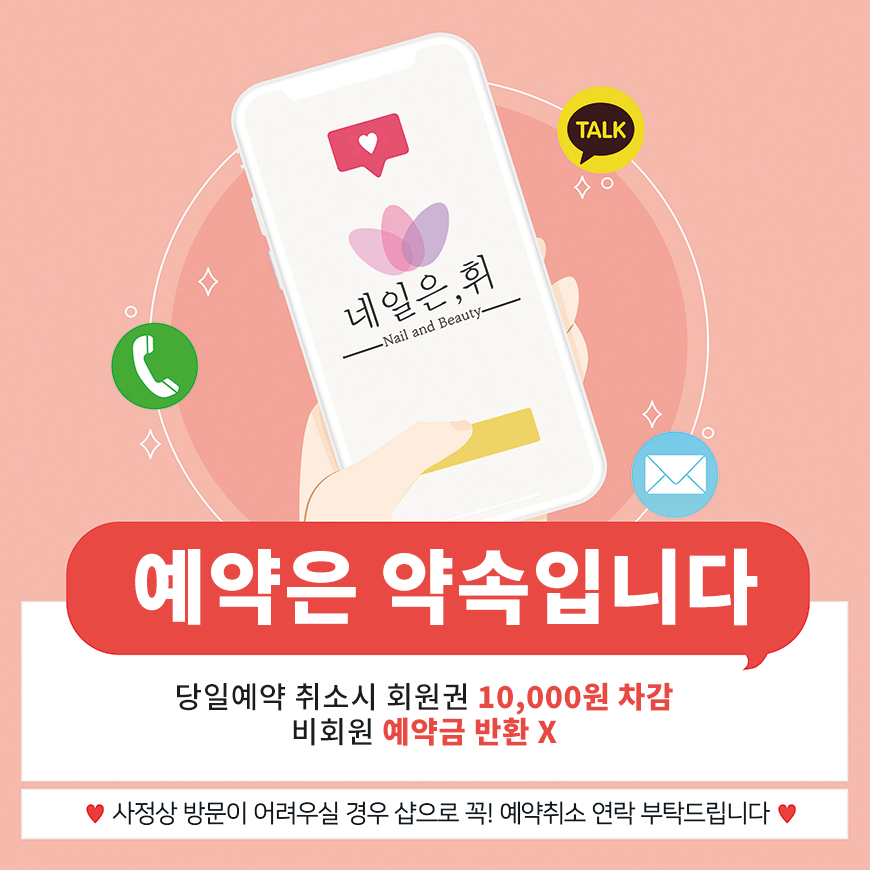 TALK
네일은,휘
Nail and Beauty
예약은 약속입니다
당일예약 취소시 회원권 10,000원 차감
비회원 예약금 반환 X
♥ 사정상 방문이 어려우실 경우 샵으로 꼭! 예약취소 연락 부탁드립니다 ♥